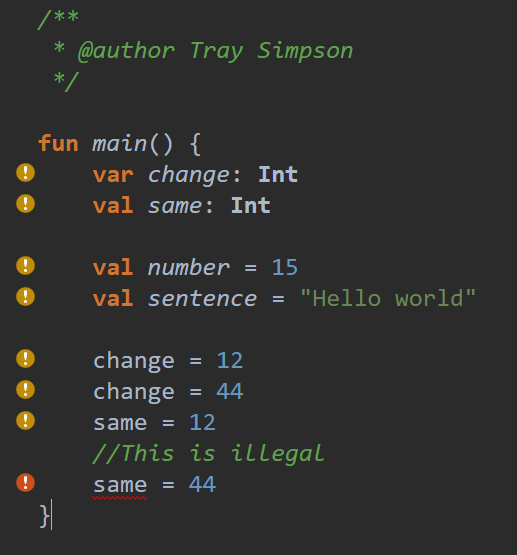 /**
 * @author Tray Simpson
 */
fun main() {
    var change: Int
    val same: Int
    val number = 15
    val sentence = "Hello world"
    change = 12
    change = 44
    same = 12
    //This is illegal
    same = 44
}